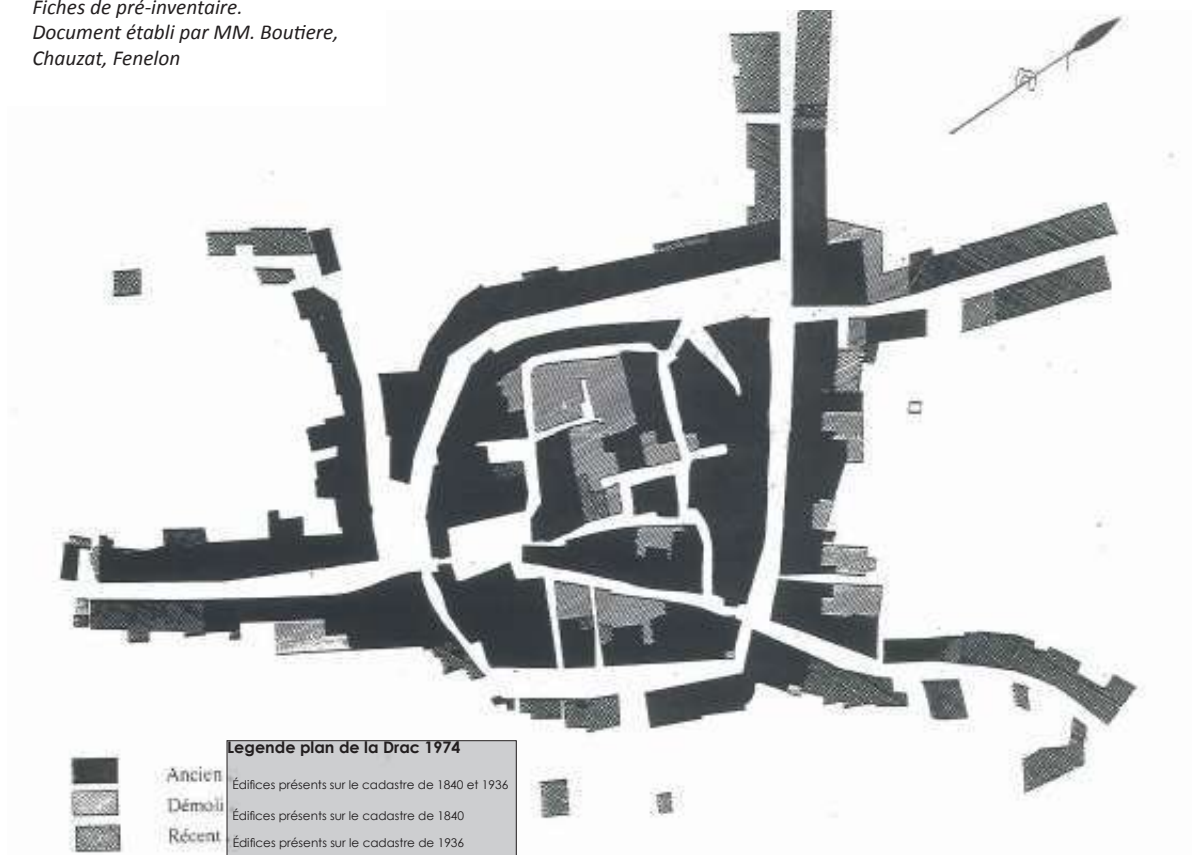 Fiches de pré-inventaire.
Document établi par MM. Boutiere,
Chauzat, Fenelon
Legende plan de la Drac 1974
Ancien
Édifices présents sur le cadastre de 1840 et 1936
Démoli
Édifices présents sur le cadastre de 1840
Récent
Édifices présents sur le cadastre de 1936